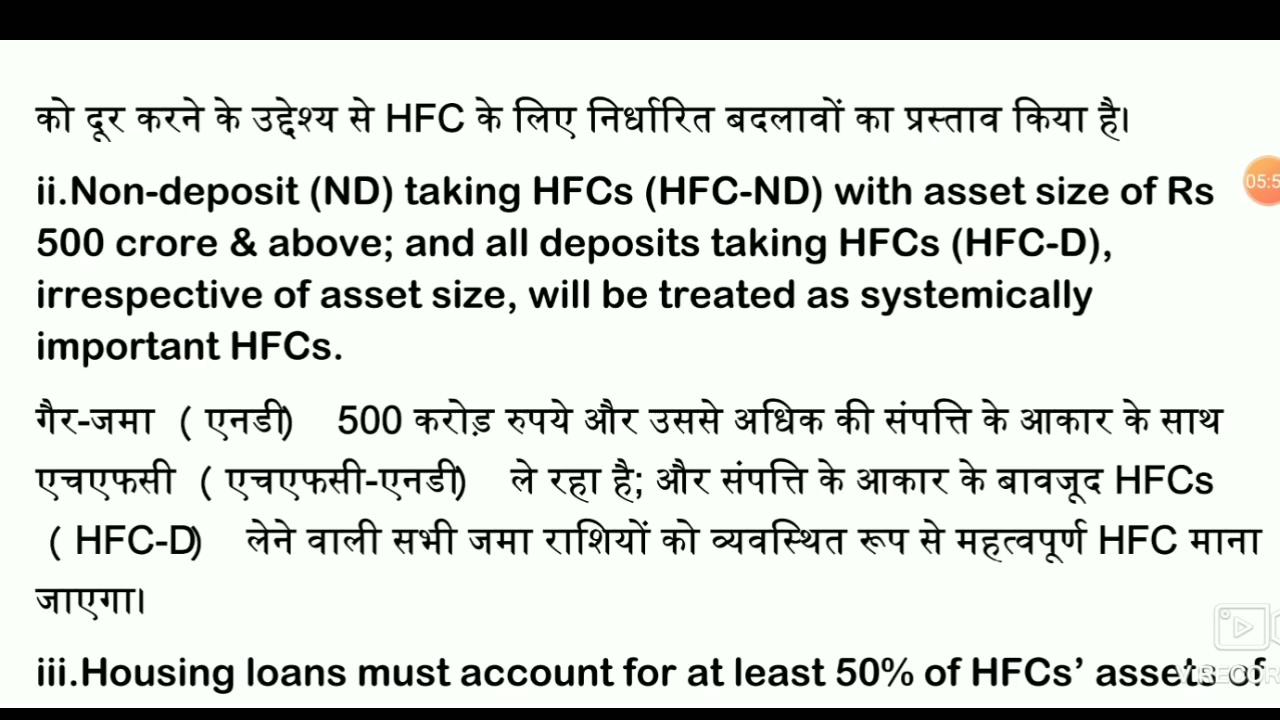 को दूर करने के उद्देश्य से HFC के लिए निर्धारित बदलावों का प्रस्ताव किया है।
ii.Non-deposit (ND) taking HFCs (HFC-ND) with asset size of Rs
500 crore & above; and all deposits taking HFCs (HFC-D),
irrespective of asset size, will be treated as systemically
important HFCs.
गैर-जमा ( एनडी) 500 करोड़ रुपये और उससे अधिक की संपत्ति के आकार के साथ
एचएफसी ( एचएफसी-एनडी) ले रहा है; और संपत्ति के आकार के बावजूद HFCs
( HFC-D) लेने वाली सभी जमा राशियों को व्यवस्थित रूप से महत्वपूर्ण HFC माना
जाएगा।
iii.Housing loans must account for at least 50% of HFCs’ assets of